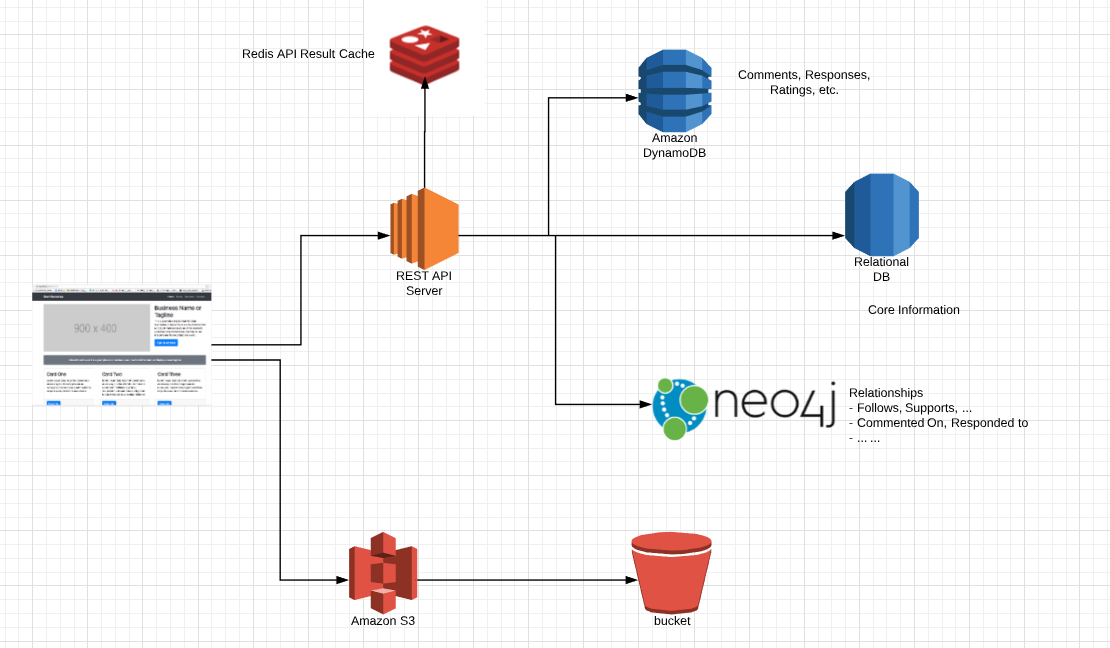 Redis API Result Cache
Comments, Responses,
Ratings, etc.
Amazon
DynamoDB
REST API
Server
Relational
DB
Core Information
Business Name or
Tagline
900 x 400
Card One
Card Two
Card Three
neo4j
Relationships
- Follows, Supports, ...
- Commented On, Responded to
- ... ...
Amazon S3
bucket